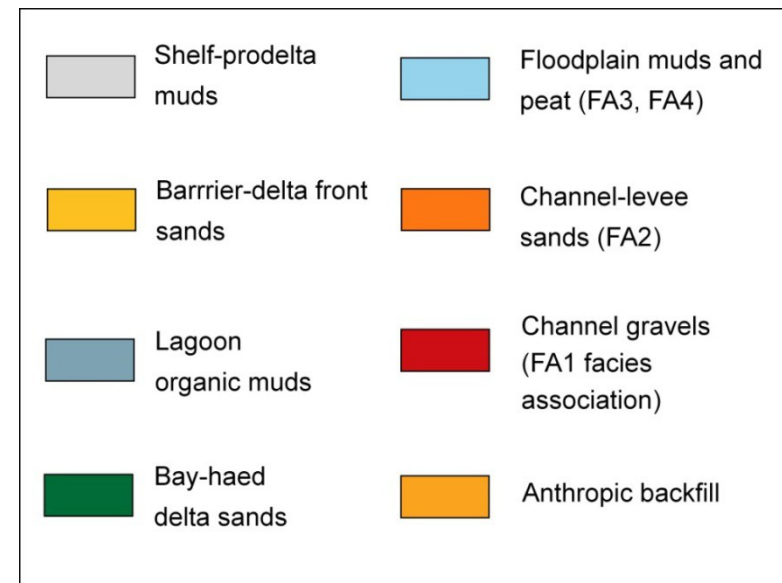 Shelf-prodelta
muds
Barrrier-delta front
sands
Lagoon
organic muds
Bay-haed
delta sands
Floodplain muds and
peat (FA3, FA4)
Channel-levee
sands (FA2)
Channel gravels
(FA1 facies
association)
Anthropic backfill